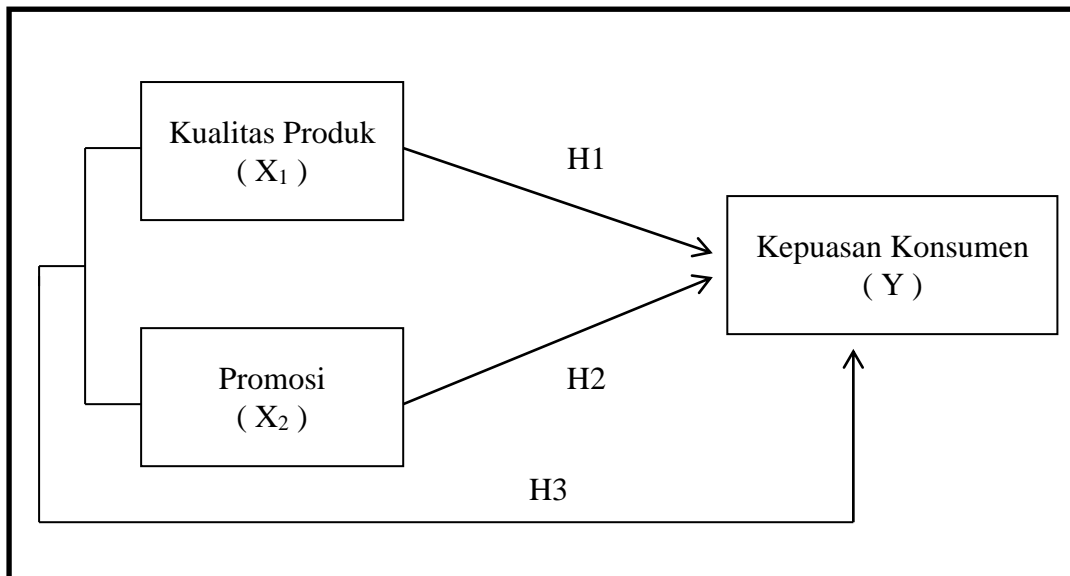 Kualitas Produk
( X₁ )
H1
Kepuasan Konsumen
( Y )
Promosi
( X₂ )
H2
H3